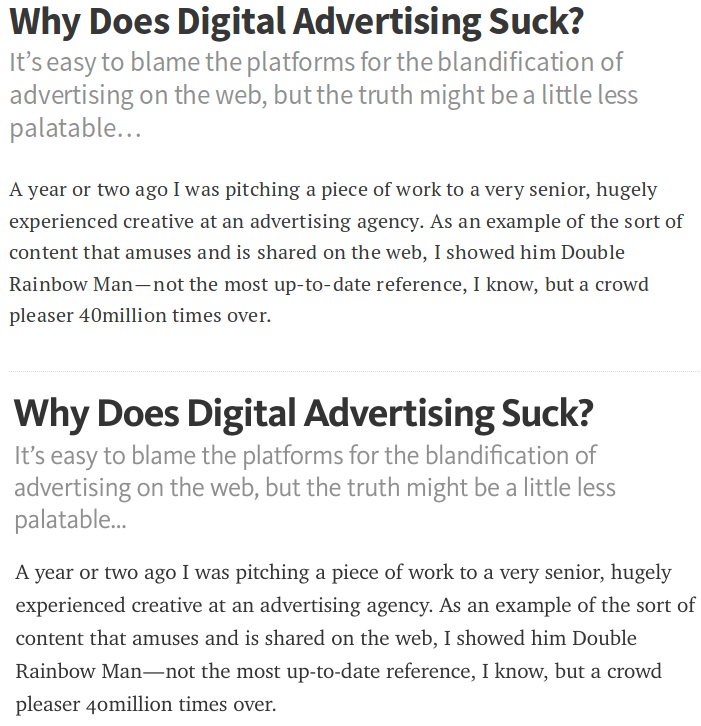 Why Does Digital Advertising Suck?
It’s easy to blame the platforms for the blandification of
advertising on the web, but the truth might be a little less
palatable…
A year or two ago I was pitching a piece of work to a very senior, hugely
experienced creative at an advertising agency. As an example of the sort of
content that amuses and is shared on the web, I showed him Double
Rainbow Man—not the most up-to-date reference, I know, but a crowd
pleaser 40million times over.
Why Does Digital Advertising Suck?
It’s easy to blame the platforms for the blandification of
advertising on the web, but the truth might be a little less
palatable...
A year or two ago I was pitching a piece of work to a very senior, hugely
experienced creative at an advertising agency. As an example of the sort of
content that amuses and is shared on the web, I showed him Double
Rainbow Man—not the most up-to-date reference, I know, but a crowd
pleaser 40million times over.